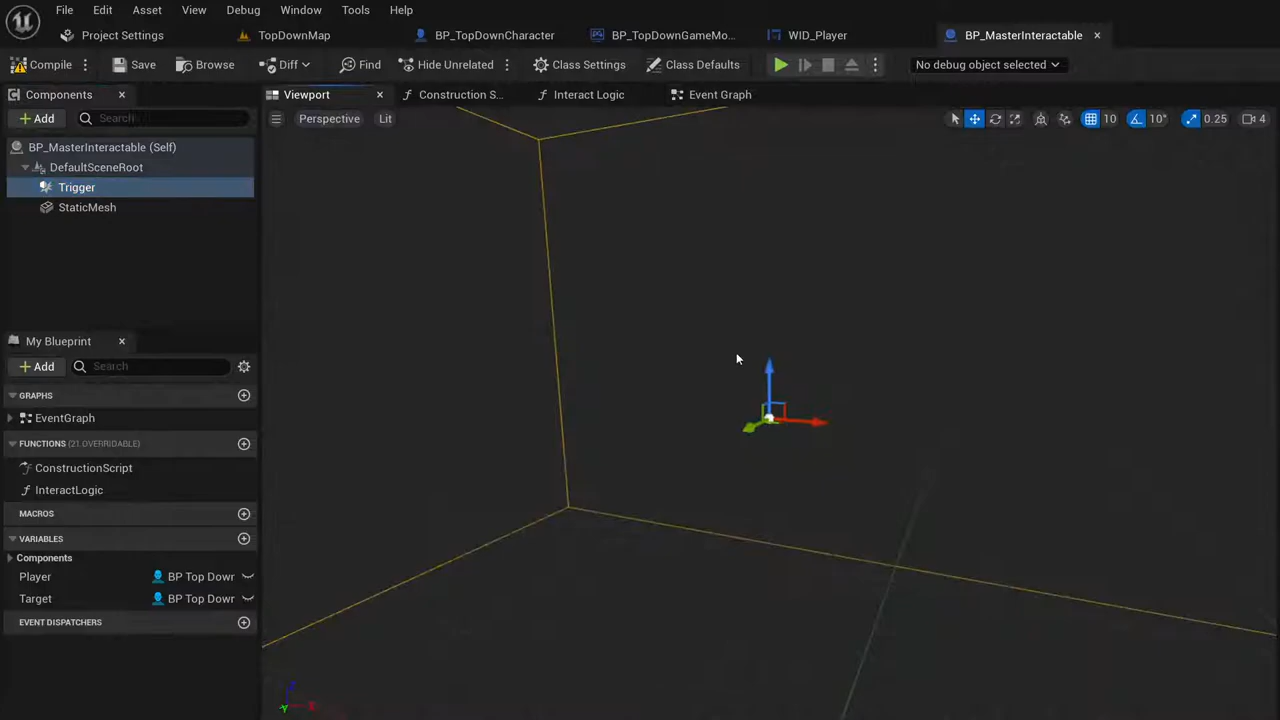 File Edit Asset View Debug Window Tools Help
Project Settings TopDownMap BP_TopDownCharacter BP_TopDownGameMo... WID_Player BP_MasterInteractable
Compile Save Browse Diff Find Hide Unrelated Class Settings Class Defaults No debug object selected
Components Viewport Construction S... Interact Logic Event Graph
+ Add Search Perspective Lit 10 10° 0.25 4
BP_MasterInteractable (Self)
DefaultSceneRoot
Trigger
StaticMesh
My Blueprint
+ Add Search
GRAPHS
EventGraph
FUNCTIONS (21 OVERRIDABLE)
ConstructionScript
InteractLogic
MACROS
VARIABLES
Components
Player BP Top Dowr
Target BP Top Dowr
EVENT DISPATCHERS